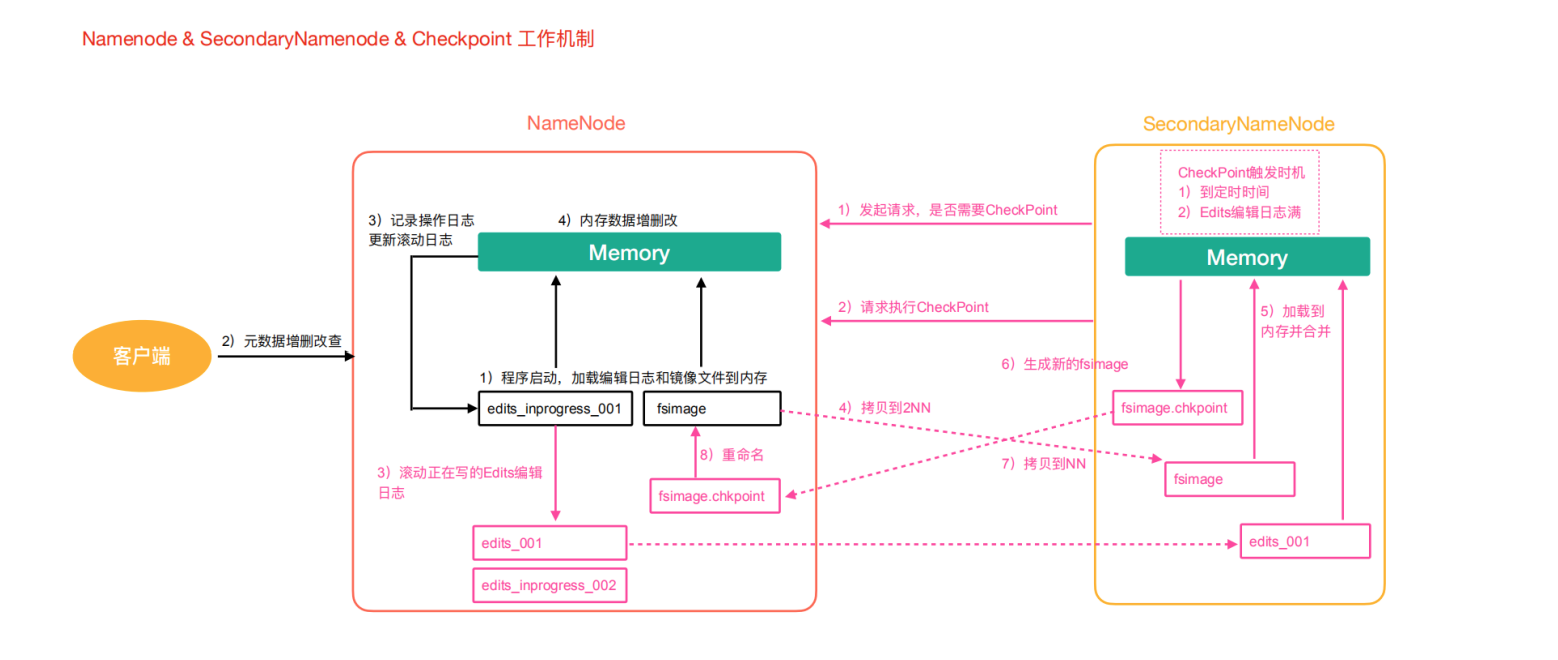 Namenode & SecondaryNamenode & Checkpoint 工作机制
NameNode
SecondaryNameNode
CheckPoint触发时机
1）到定时时间
2）Edits编辑日志满
1）发起请求，是否需要CheckPoint
3）记录操作日志
更新滚动日志
4）内存数据增删改
Memory
Memory
2）请求执行CheckPoint
5）加载到
内存并合并
2）元数据增删改查
客户端
6）生成新的fsimage
1）程序启动，加载编辑日志和镜像文件到内存
edits_inprogress_001
fsimage
4）拷贝到2NN
fsimage.chkpoint
8）重命名
7）拷贝到NN
3）滚动正在写的Edits编辑
日志
fsimage
fsimage.chkpoint
edits_001
edits_001
edits_inprogress_002